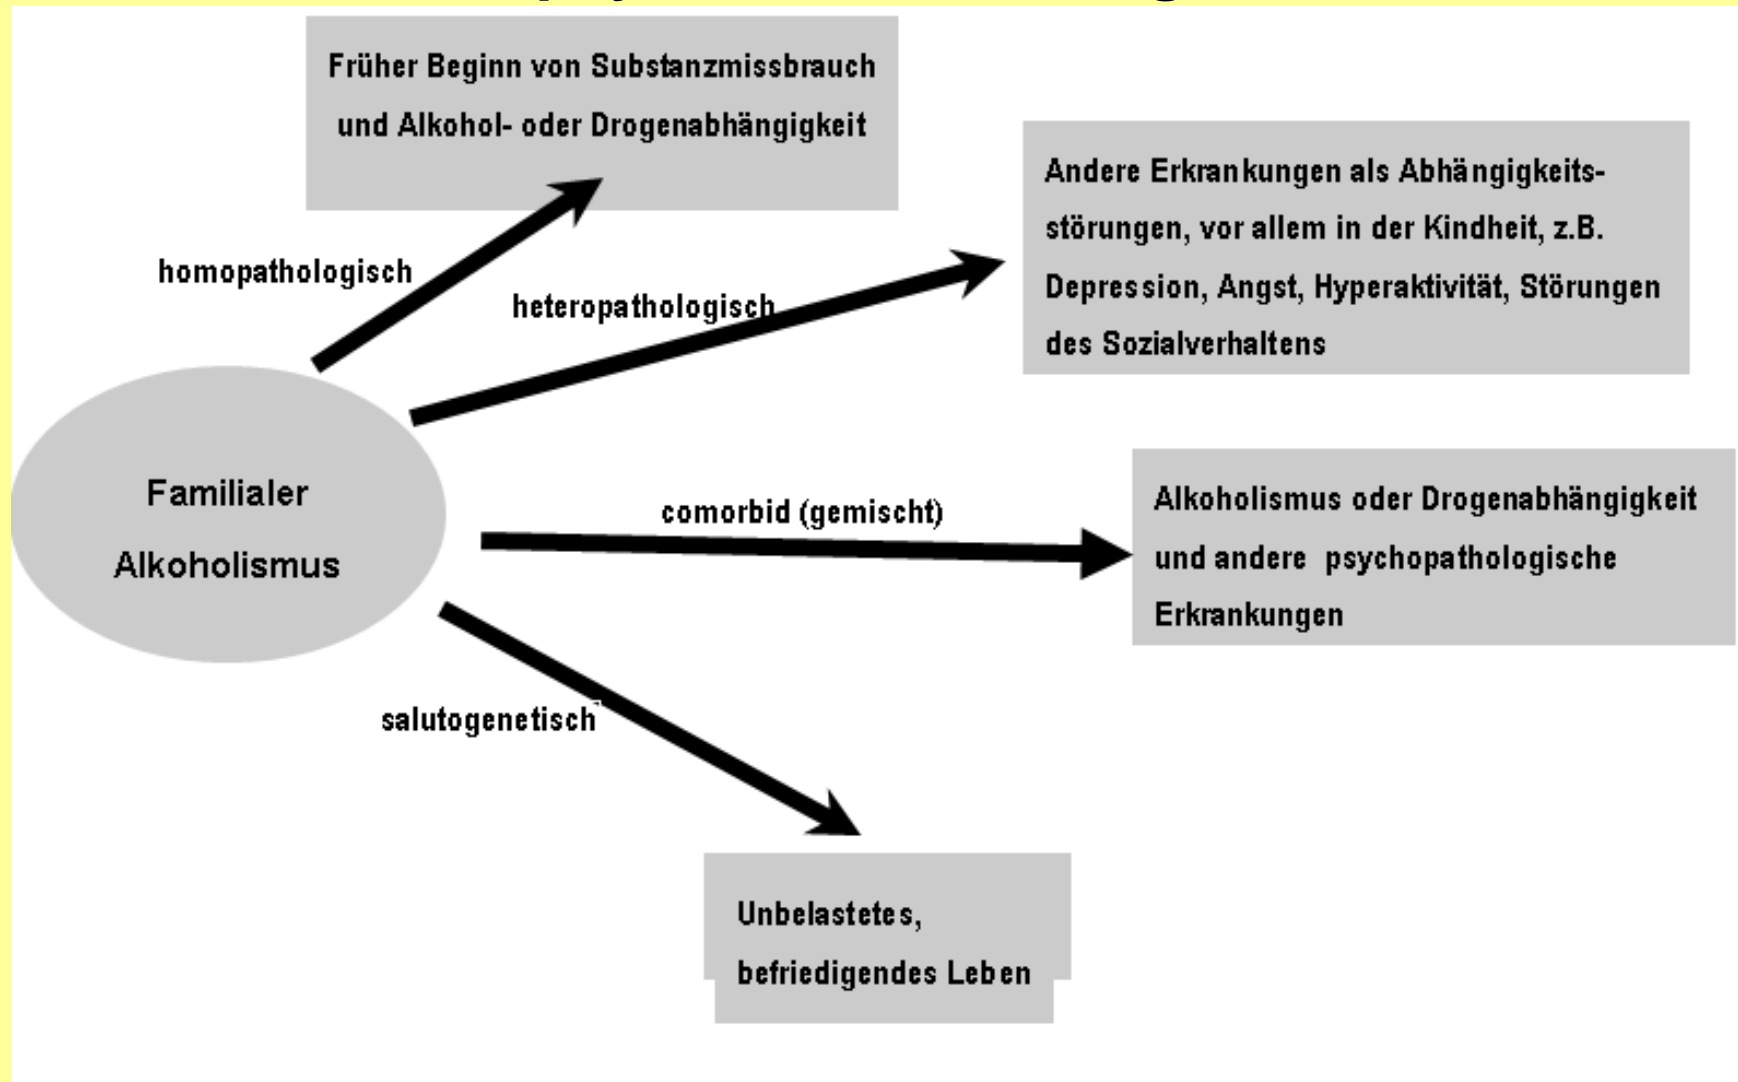 Früher Beginn von Substanzmissbrauch
und Alkohol- oder Drogenabhängigkeit
homopathologisch
Andere Erkrankungen als Abhängigkeits-
störungen, vor allem in der Kindheit, z.B.
Depression, Angst, Hyperaktivität, Störungen
des Sozialverhaltens
heteropathologisch
Familialer
Alkoholismus
comorbid (gemischt)
Alkoholismus oder Drogenabhängigkeit
und andere psychopathologische
Erkrankungen
salutogenetisch
Unbelastetes,
befriedigendes Leben